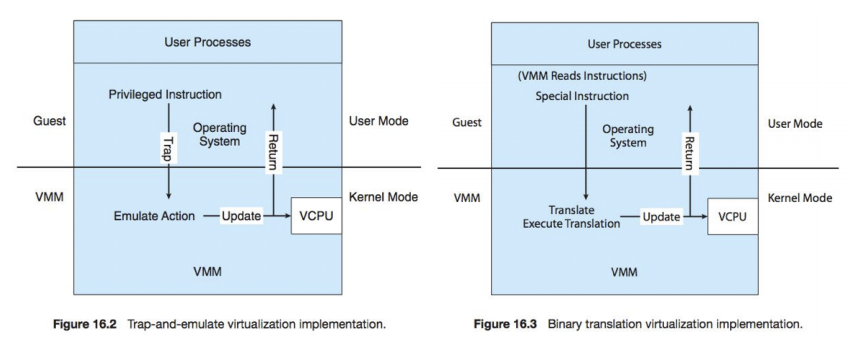 User Processes
Privileged Instruction
Guest
Operating
System
User Mode
Trap
Return
VMM
Kernel Mode
Emulate Action
Update
VCPU
VMM
Figure 16.2 Trap-and-emulate virtualization implementation.
User Processes
(VMM Reads Instructions)
Special Instruction
Guest
Operating
System
User Mode
Return
VMM
Kernel Mode
Translate
Execute Translation
Update
VCPU
VMM
Figure 16.3 Binary translation virtualization implementation.